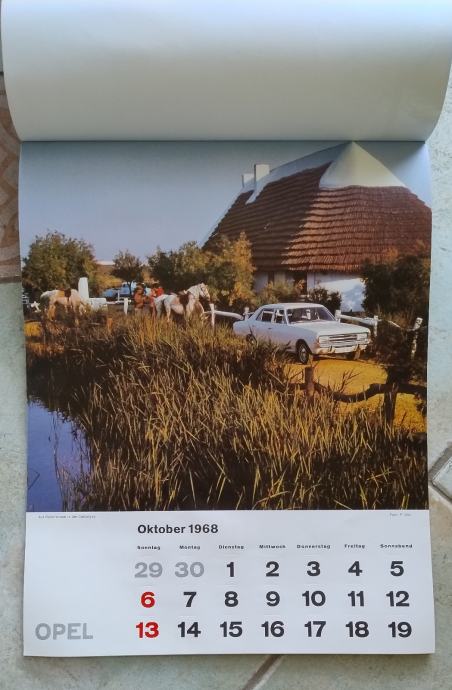 Oktober 1968
Sonntag Montag Dienstag Mittwoch Donnerstag Freitag Sonnabend
29 30 1 2 3 4 5
6 7 8 9 10 11 12
13 14 15 16 17 18 19
OPEL